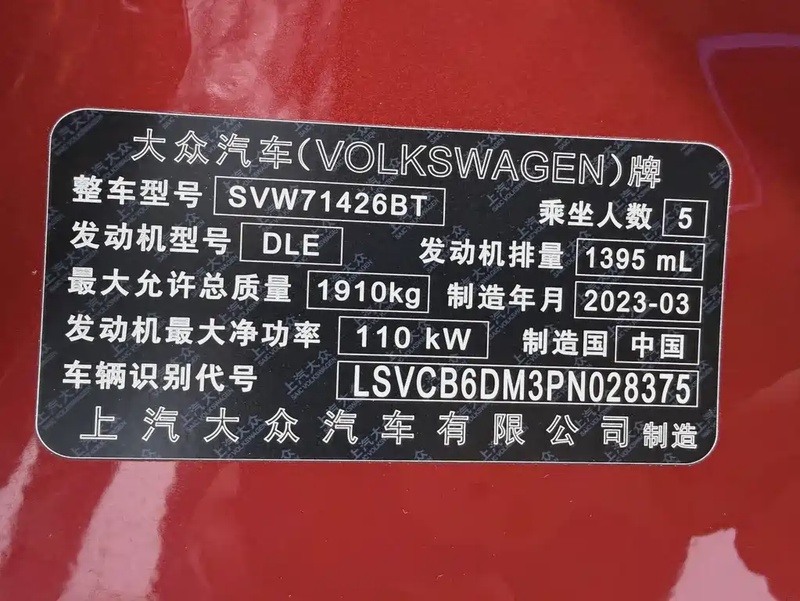 大众汽车(VOLKSWAGEN)牌
整车型号 SVW71426BT 乘坐人数 5
发动机型号 DLE 发动机排量 1395 mL
最大允许总质量 1910kg 制造年月 2023-03
发动机最大净功率 110 kW 制造国 中国
车辆识别代号 LSVCB6DM3PN028375
上汽大众汽车有限公司制造